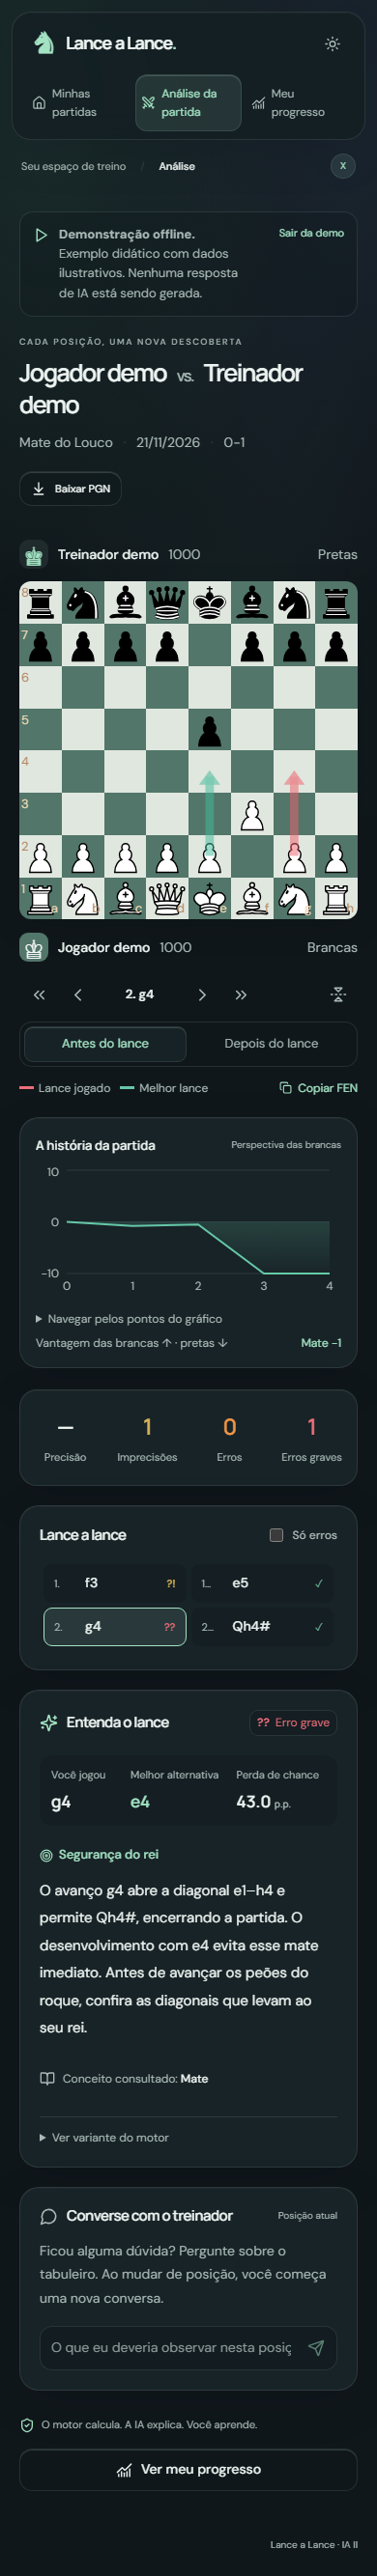 Lance a Lance.
Minhas
partidas
Análise da
partida
Meu
progresso
Seu espaço de treino / Análise
X
Demonstração offline.
Sair da demo
Exemplo didático com dados
ilustrativos. Nenhuma resposta
de IA está sendo gerada.
CADA POSIÇÃO, UMA NOVA DESCOBERTA
Jogador demo vs. Treinador
demo
Mate do Louco · 21/11/2026 · 0-1
Baixar PGN
Treinador demo 1000 Pretas
8
7
6
5
4
3
2
1
a b c d e f g h
Jogador demo 1000 Brancas
2. g4
Antes do lance Depois do lance
Lance jogado Melhor lance Copiar FEN
A história da partida Perspectiva das brancas
10
0
-10
0 1 2 3 4
Navegar pelos pontos do gráfico
Vantagem das brancas ↑ · pretas ↓ Mate -1
— 1 0 1
Precisão Imprecisões Erros Erros graves
Lance a lance Só erros
1. f3 ?! 1... e5 ✓
2. g4 ?? 2... Qh4# ✓
Entenda o lance ?? Erro grave
Você jogou Melhor alternativa Perda de chance
g4 e4 43.0 p.p.
Segurança do rei
O avanço g4 abre a diagonal e1–h4 e
permite Qh4#, encerrando a partida. O
desenvolvimento com e4 evita esse mate
imediato. Antes de avançar os peões do
roque, confira as diagonais que levam ao
seu rei.
Conceito consultado: Mate
Ver variante do motor
Converse com o treinador Posição atual
Ficou alguma dúvida? Pergunte sobre o
tabuleiro. Ao mudar de posição, você começa
uma nova conversa.
O que eu deveria observar nesta posiç
O motor calcula. A IA explica. Você aprende.
Ver meu progresso
Lance a Lance · IA II